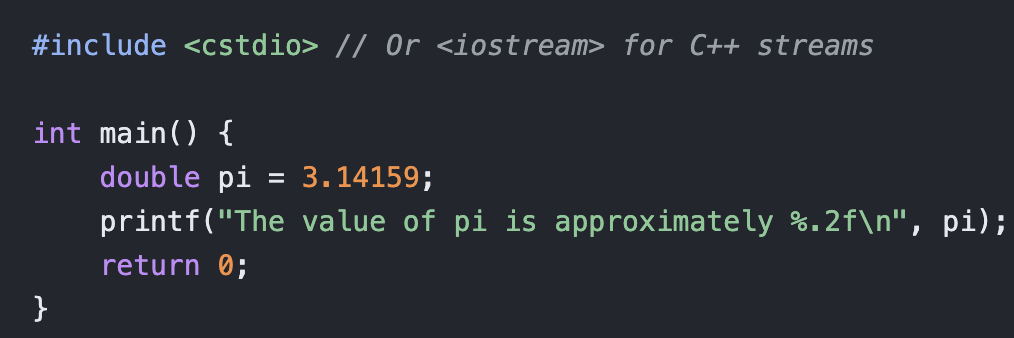 #include <cstdio> // Or <iostream> for C++ streams
int main() {
    double pi = 3.14159;
    printf("The value of pi is approximately %.2f\n", pi);
    return 0;
}